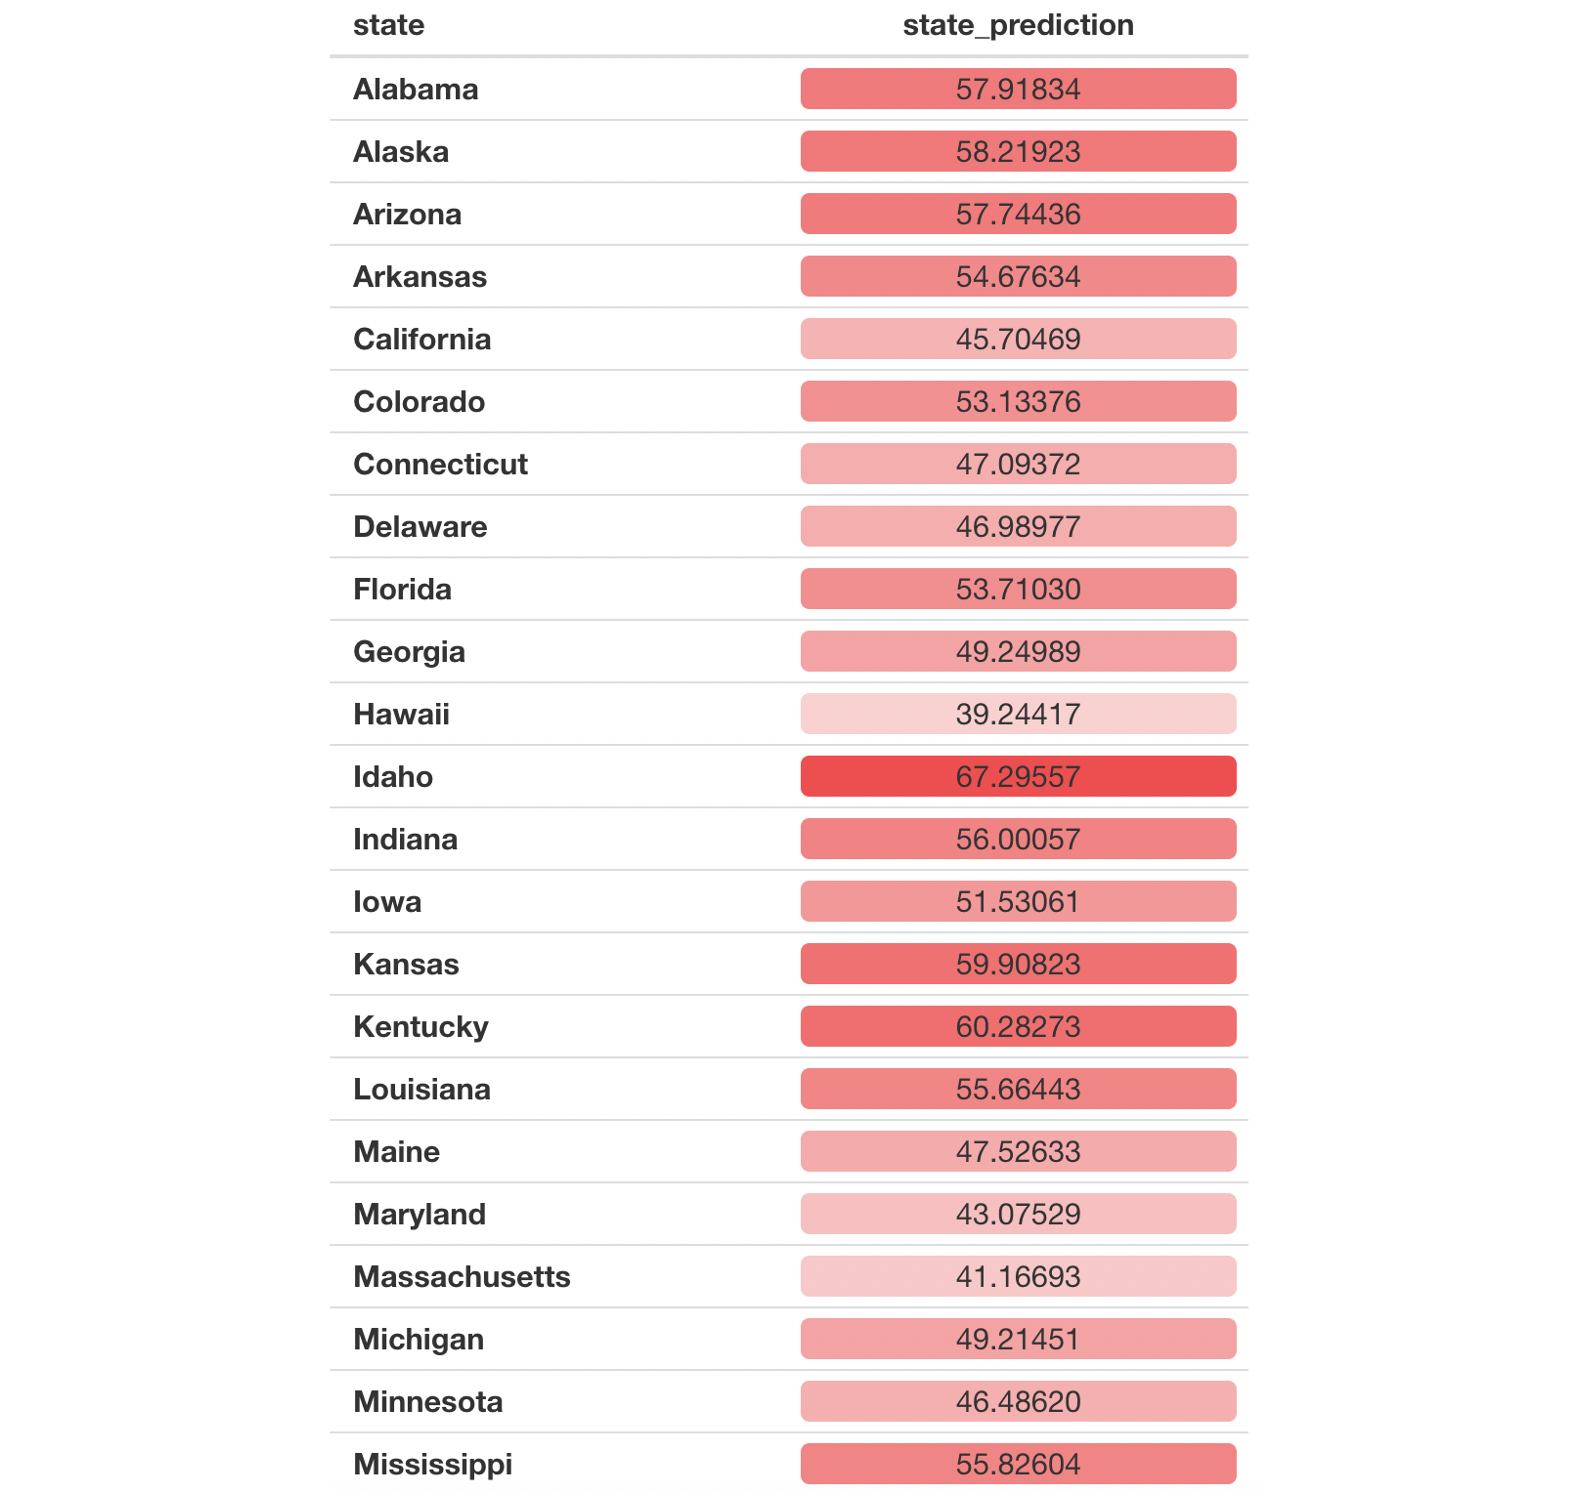 state state_prediction
Alabama 57.91834
Alaska 58.21923
Arizona 57.74436
Arkansas 54.67634
California 45.70469
Colorado 53.13376
Connecticut 47.09372
Delaware 46.98977
Florida 53.71030
Georgia 49.24989
Hawaii 39.24417
Idaho 67.29557
Indiana 56.00057
Iowa 51.53061
Kansas 59.90823
Kentucky 60.28273
Louisiana 55.66443
Maine 47.52633
Maryland 43.07529
Massachusetts 41.16693
Michigan 49.21451
Minnesota 46.48620
Mississippi 55.82604